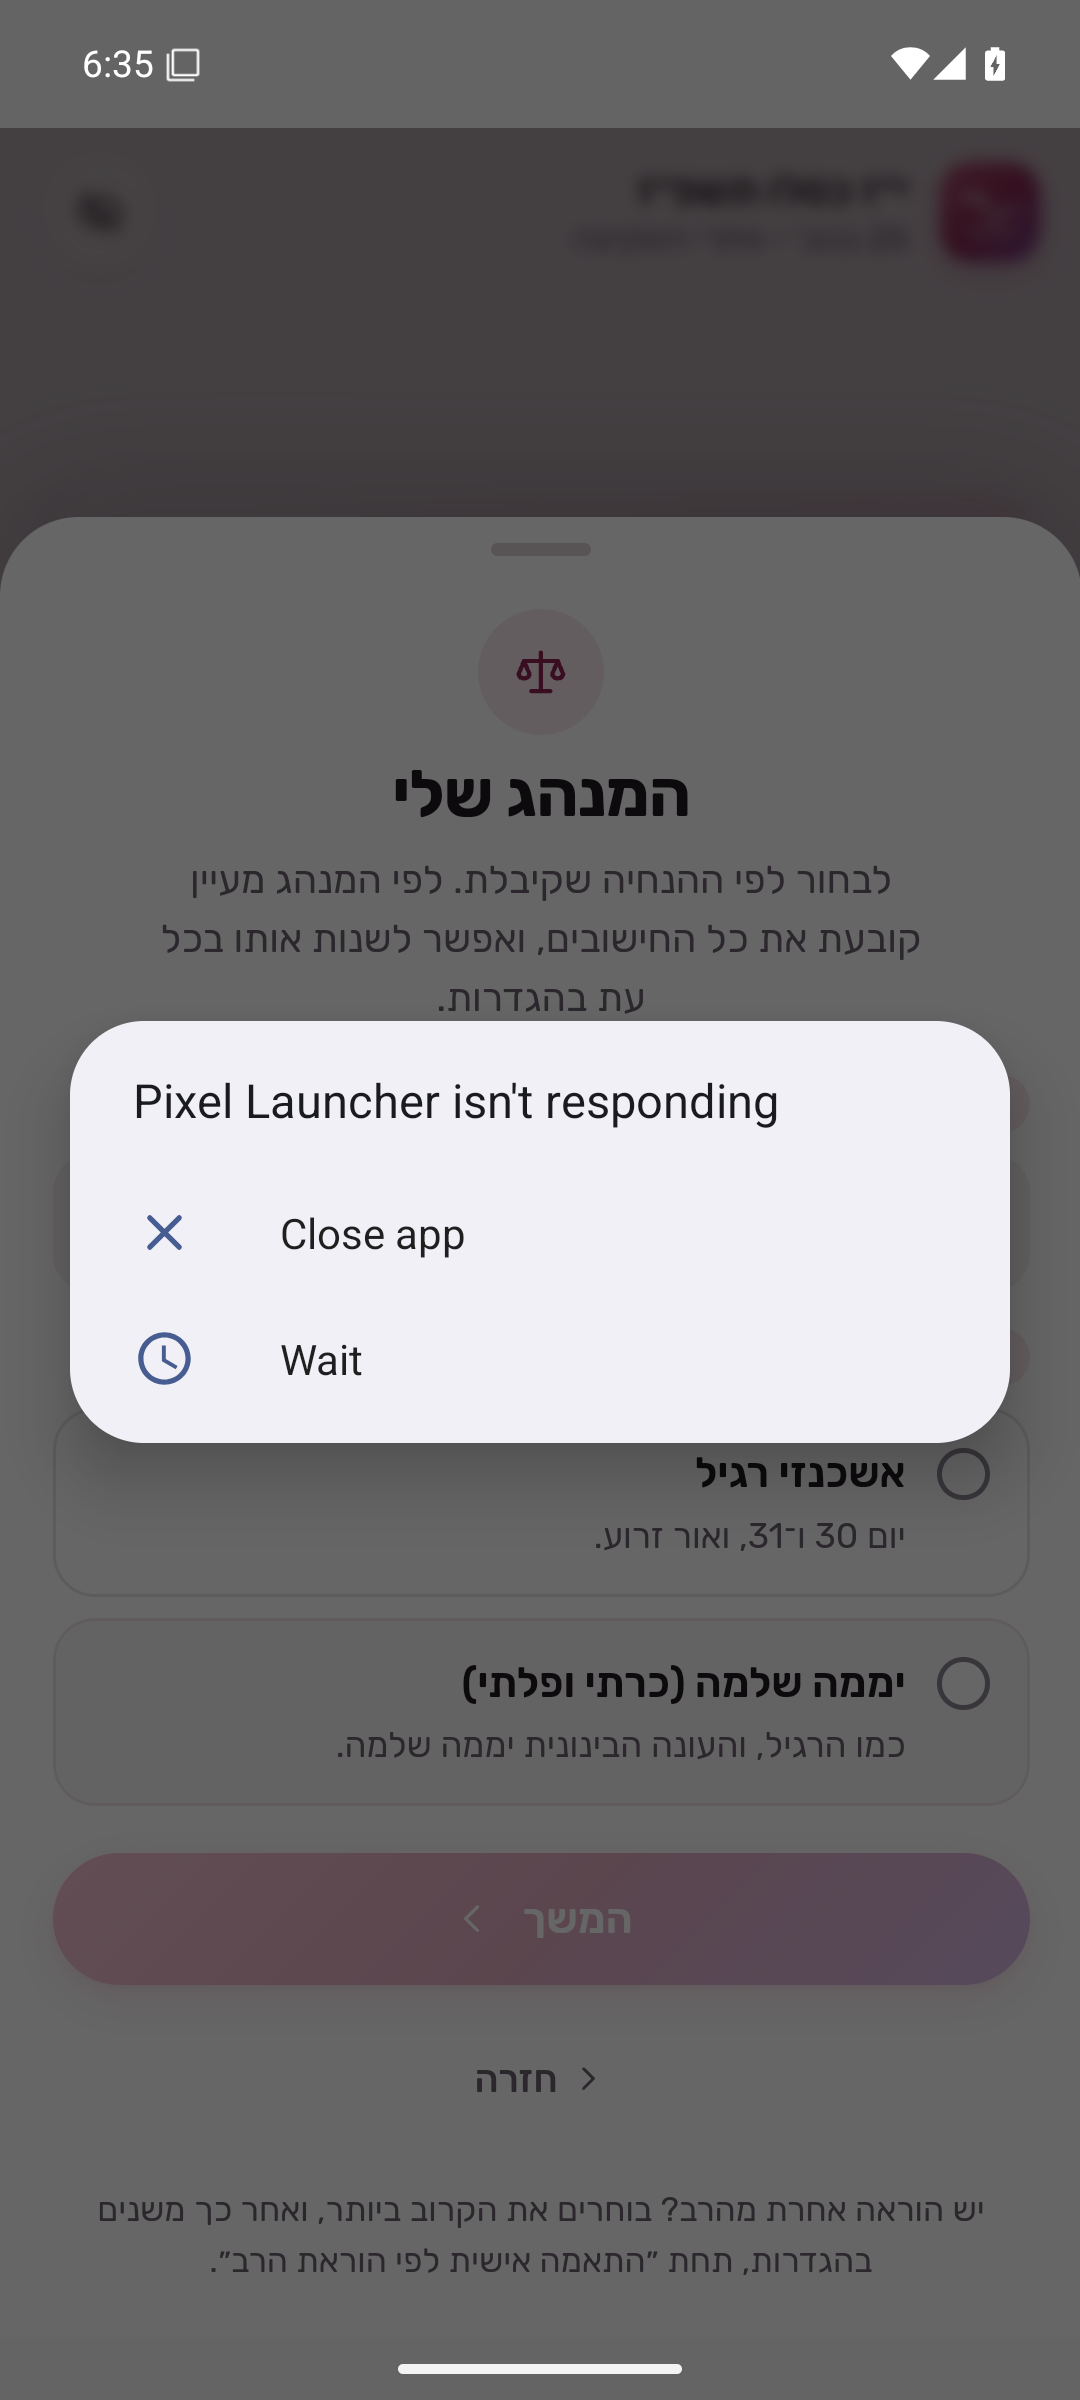 6:35
המנהג שלי
לבחור לפי ההנחיה שקיבלת. לפי המנהג מעיין
קובעת את כל החישובים, ואפשר לשנות אותו בכל
עת בהגדרות.
Pixel Launcher isn't responding
Close app
Wait
אשכנזי רגיל
יום 30 ו־31, ואור זרוע.
יממה שלמה (כרתי ופלתי)
כמו הרגיל, והעונה הבינונית יממה שלמה.
המשך
חזרה
יש הוראה אחרת מהרב? בוחרים את הקרוב ביותר, ואחר כך משנים
בהגדרות, תחת ״התאמה אישית לפי הוראת הרב״.